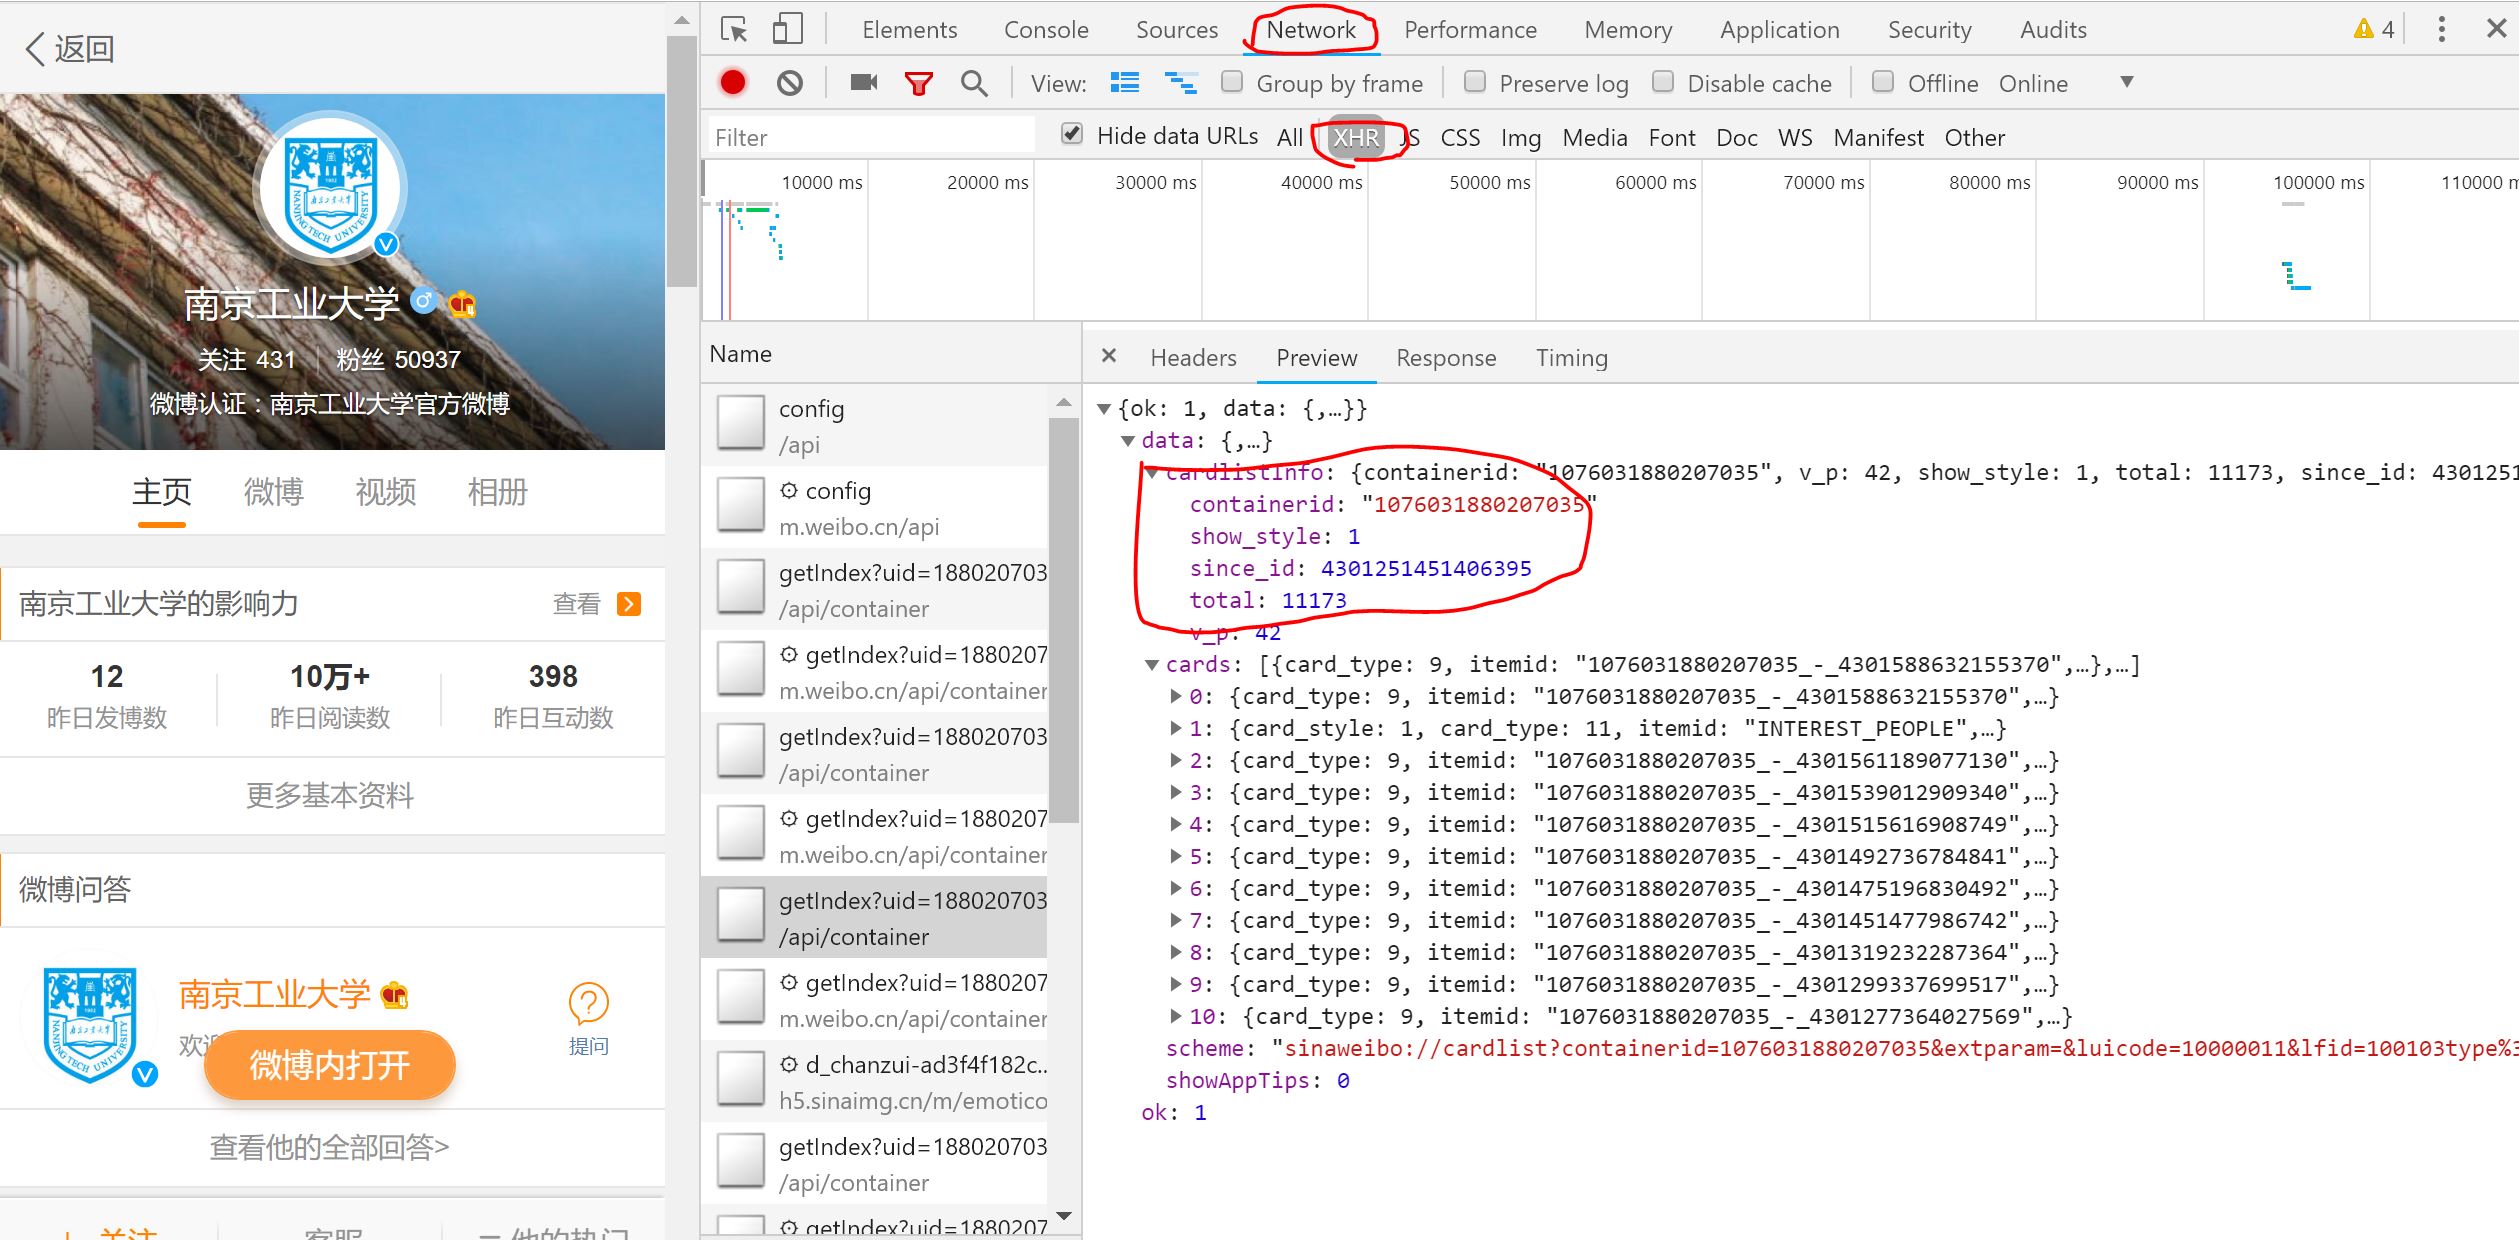 返回
南京工业大学
关注 431 粉丝 50937
微博认证：南京工业大学官方微博
主页 微博 视频 相册
南京工业大学的影响力 查看
12 10万+ 398
昨日发博数 昨日阅读数 昨日互动数
更多基本资料
微博问答
南京工业大学
提问
微博内打开
查看他的全部回答>
Elements Console Sources Network Performance Memory Application Security Audits 4
View: Group by frame Preserve log Disable cache Offline Online
Filter Hide data URLs All XHR JS CSS Img Media Font Doc WS Manifest Other
10000 ms 20000 ms 30000 ms 40000 ms 50000 ms 60000 ms 70000 ms 80000 ms 90000 ms 100000 ms 110000 m
Name
config
/api
config
m.weibo.cn/api
getIndex?uid=188020703
/api/container
getIndex?uid=1880207
m.weibo.cn/api/container
getIndex?uid=188020703
/api/container
getIndex?uid=1880207
m.weibo.cn/api/container
getIndex?uid=188020703
/api/container
getIndex?uid=1880207
m.weibo.cn/api/container
d_chanzui-ad3f4f182c...
h5.sinaimg.cn/m/emotico
getIndex?uid=188020703
/api/container
getIndex?uid=1880207
Headers Preview Response Timing
{ok: 1, data: {,…}}
data: {,…}
cardlistInfo: {containerid: "1076031880207035", v_p: 42, show_style: 1, total: 11173, since_id: 4301251
containerid: "1076031880207035"
show_style: 1
since_id: 4301251451406395
total: 11173
v_p: 42
cards: [{card_type: 9, itemid: "1076031880207035_-_4301588632155370",…},…]
0: {card_type: 9, itemid: "1076031880207035_-_4301588632155370",…}
1: {card_style: 1, card_type: 11, itemid: "INTEREST_PEOPLE",…}
2: {card_type: 9, itemid: "1076031880207035_-_4301561189077130",…}
3: {card_type: 9, itemid: "1076031880207035_-_4301539012909340",…}
4: {card_type: 9, itemid: "1076031880207035_-_4301515616908749",…}
5: {card_type: 9, itemid: "1076031880207035_-_4301492736784841",…}
6: {card_type: 9, itemid: "1076031880207035_-_4301475196830492",…}
7: {card_type: 9, itemid: "1076031880207035_-_4301451477986742",…}
8: {card_type: 9, itemid: "1076031880207035_-_4301319232287364",…}
9: {card_type: 9, itemid: "1076031880207035_-_4301299337699517",…}
10: {card_type: 9, itemid: "1076031880207035_-_4301277364027569",…}
scheme: "sinaweibo://cardlist?containerid=1076031880207035&extparam=&luicode=10000011&lfid=100103type%3
showAppTips: 0
ok: 1